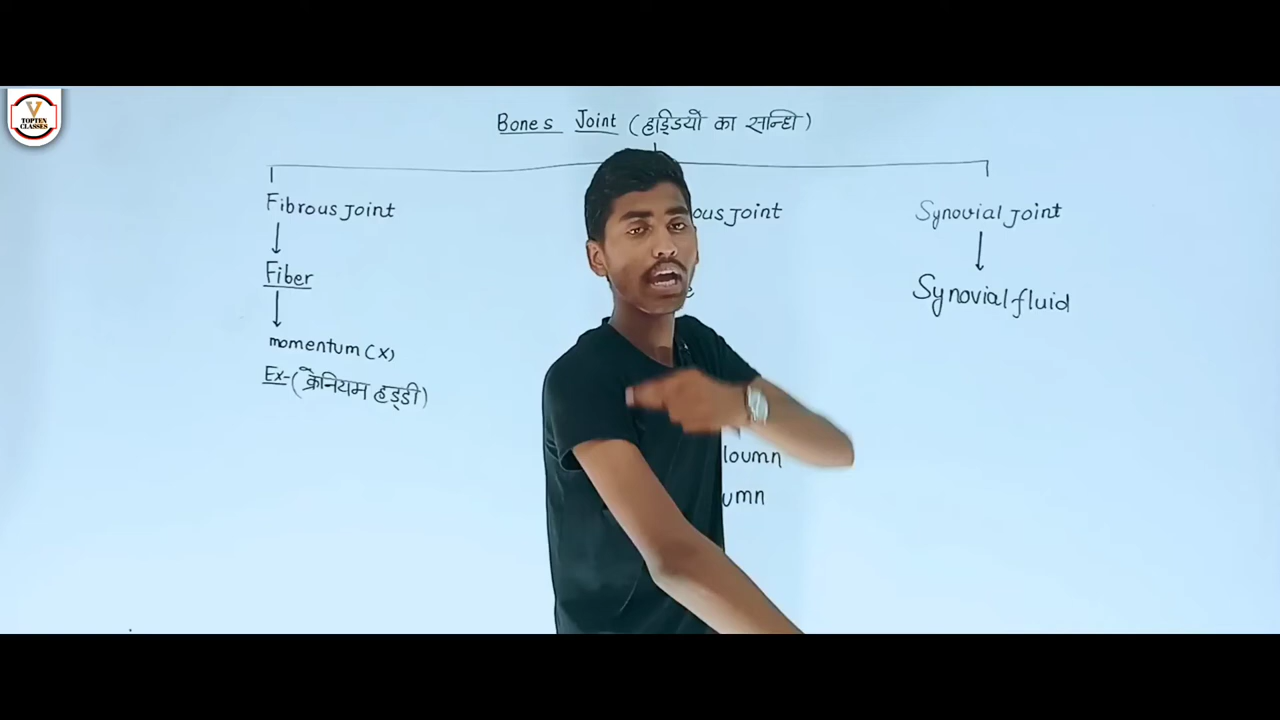 V
TOPTEN
CLASSES
Bones Joint (हाड्डियों का सन्धि)
Fibrous Joint
ous Joint
Synovial Joint
Fiber
Synovial fluid
momentum (x)
Ex- (क्रेनियम हड्डी)
loumn
umn